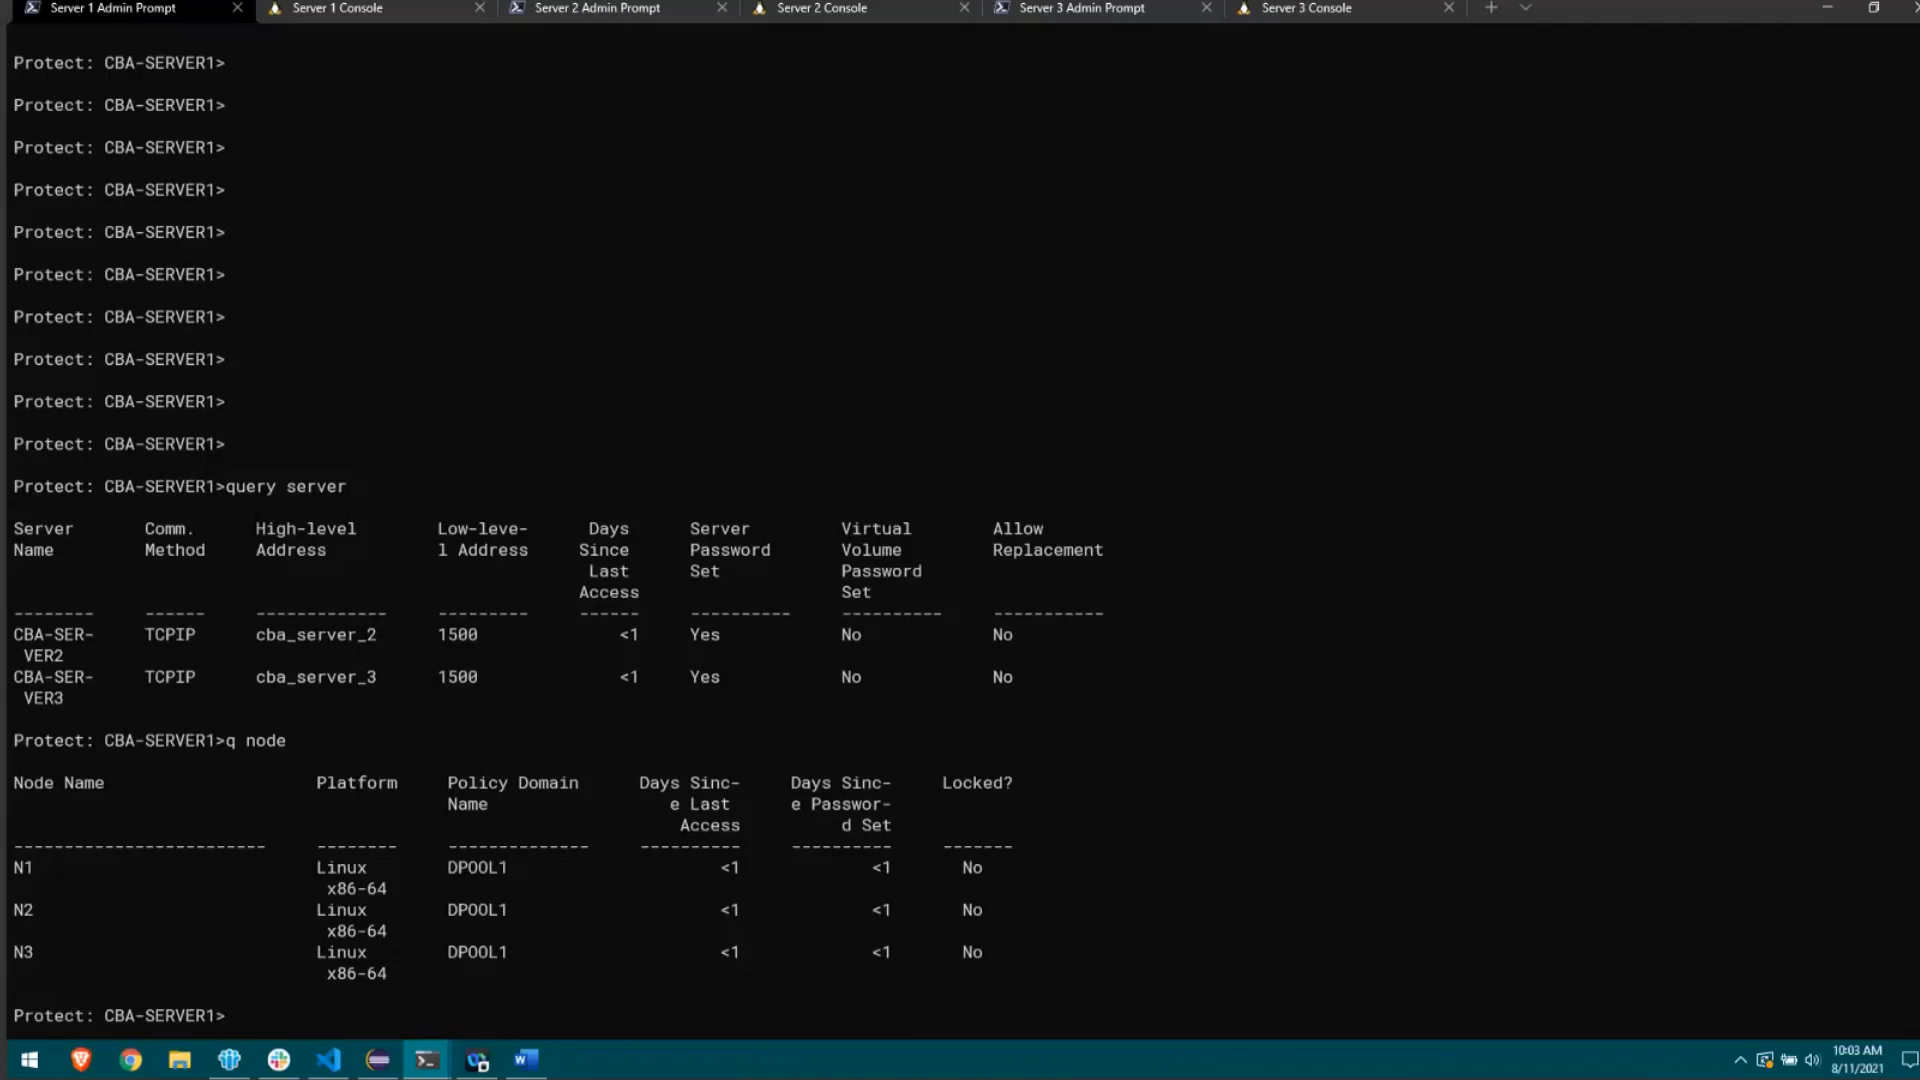 Server 1 Admin Prompt Server 1 Console Server 2 Admin Prompt Server 2 Console Server 3 Admin Prompt Server 3 Console
Protect: CBA-SERVER1>
Protect: CBA-SERVER1>
Protect: CBA-SERVER1>
Protect: CBA-SERVER1>
Protect: CBA-SERVER1>
Protect: CBA-SERVER1>
Protect: CBA-SERVER1>
Protect: CBA-SERVER1>
Protect: CBA-SERVER1>
Protect: CBA-SERVER1>
Protect: CBA-SERVER1>query server
Server Comm. High-level Low-leve- Days Server Virtual Allow
Name Method Address l Address Since Password Volume Replacement
Last Set Password
Access Set
-------- ------ ------------- --------- ------ ---------- ---------- -----------
CBA-SER- TCPIP cba_server_2 1500 <1 Yes No No
VER2
CBA-SER- TCPIP cba_server_3 1500 <1 Yes No No
VER3
Protect: CBA-SERVER1>q node
Node Name Platform Policy Domain Days Sinc- Days Sinc- Locked?
Name e Last e Passwor-
Access d Set
------------------------- -------- -------------- ---------- ---------- -------
N1 Linux DPOOL1 <1 <1 No
x86-64
N2 Linux DPOOL1 <1 <1 No
x86-64
N3 Linux DPOOL1 <1 <1 No
x86-64
Protect: CBA-SERVER1>
10:03 AM
8/11/2021